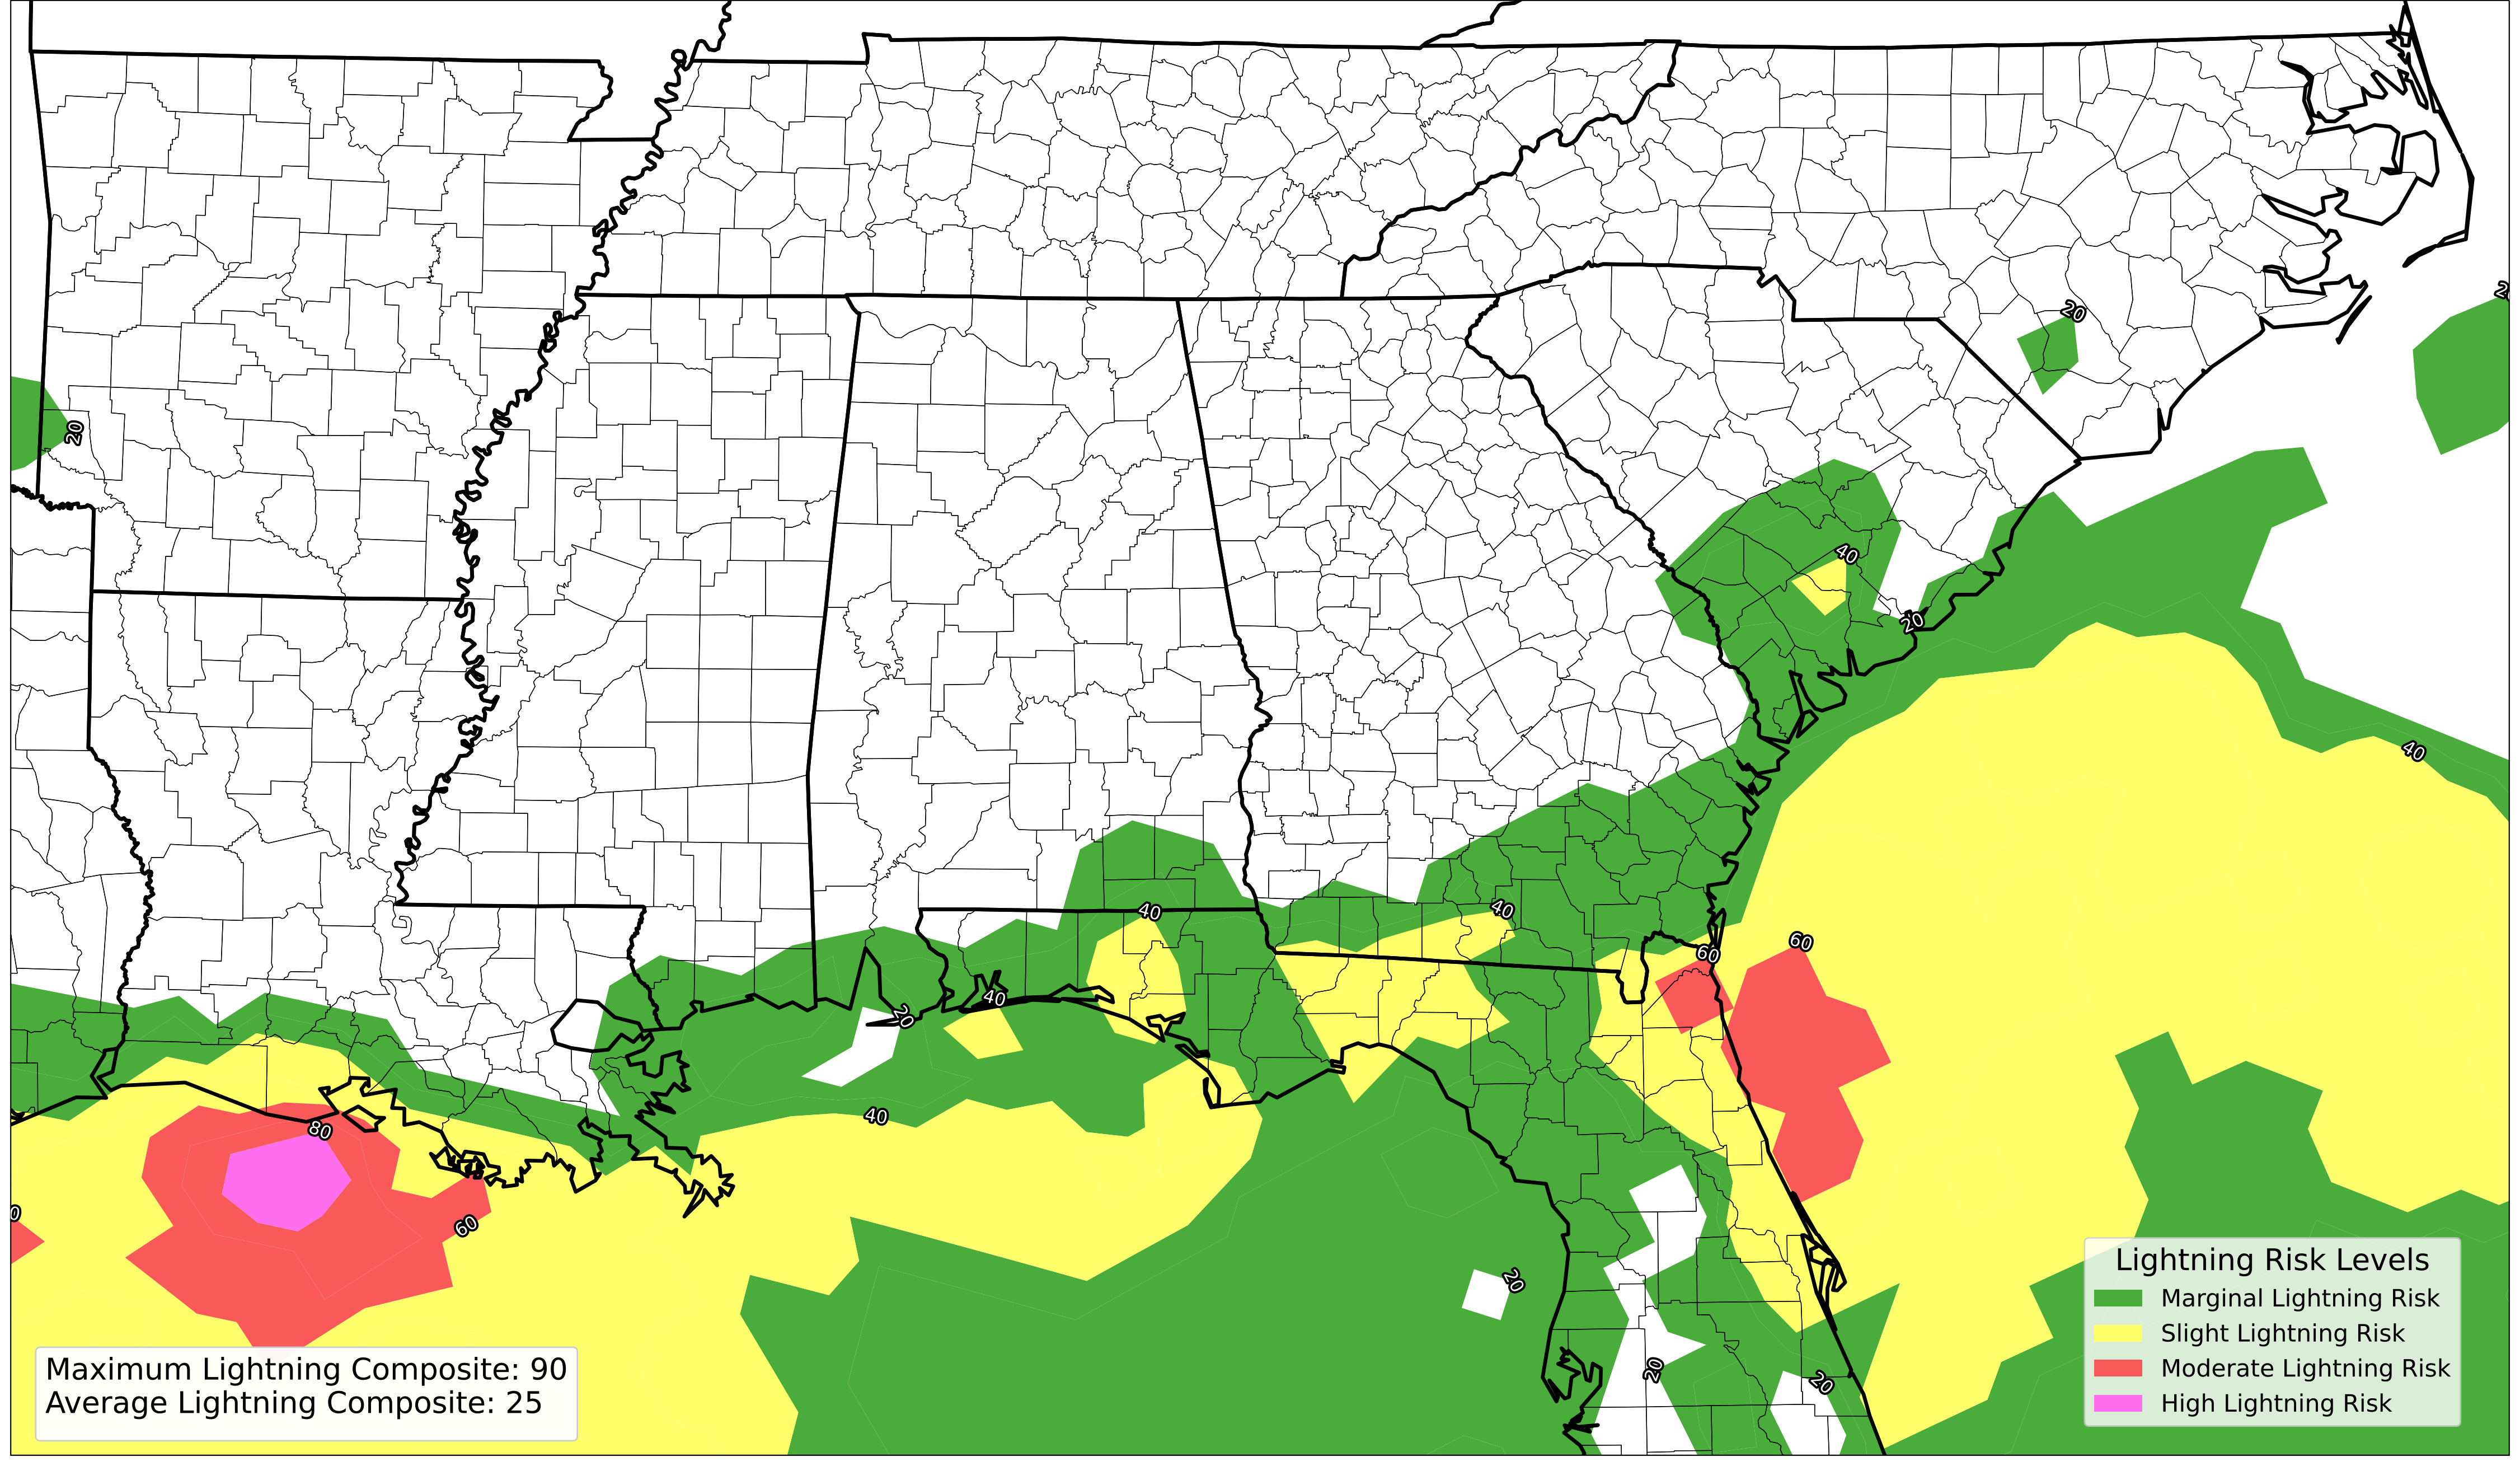 20
20
20
40
20
40
40
40
60
60
40
20
40
80
0
60
20
20
20
Lightning Risk Levels
Marginal Lightning Risk
Slight Lightning Risk
Moderate Lightning Risk
High Lightning Risk
Maximum Lightning Composite: 90
Average Lightning Composite: 25